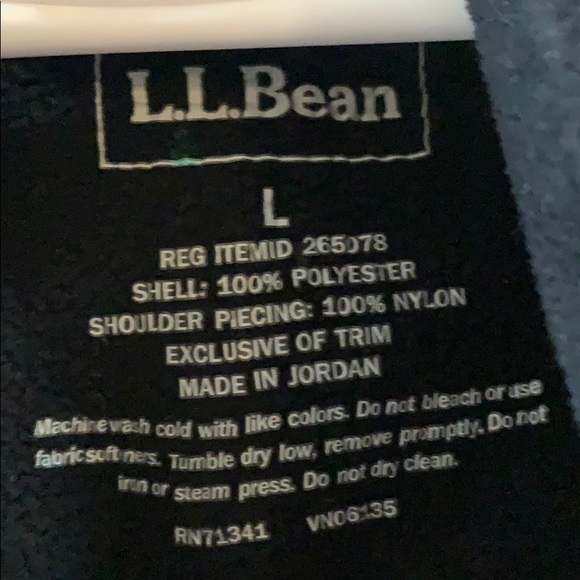 L.L.Bean
L
REG ITEMID 265078
SHELL: 100% POLYESTER
SHOULDER PIECING: 100% NYLON
EXCLUSIVE OF TRIM
MADE IN JORDAN
Machine wash cold with like colors. Do not bleach or use
fabric softners. Tumble dry low, remove promptly. Do not
iron or steam press. Do not dry clean.
RN71341 VN06135